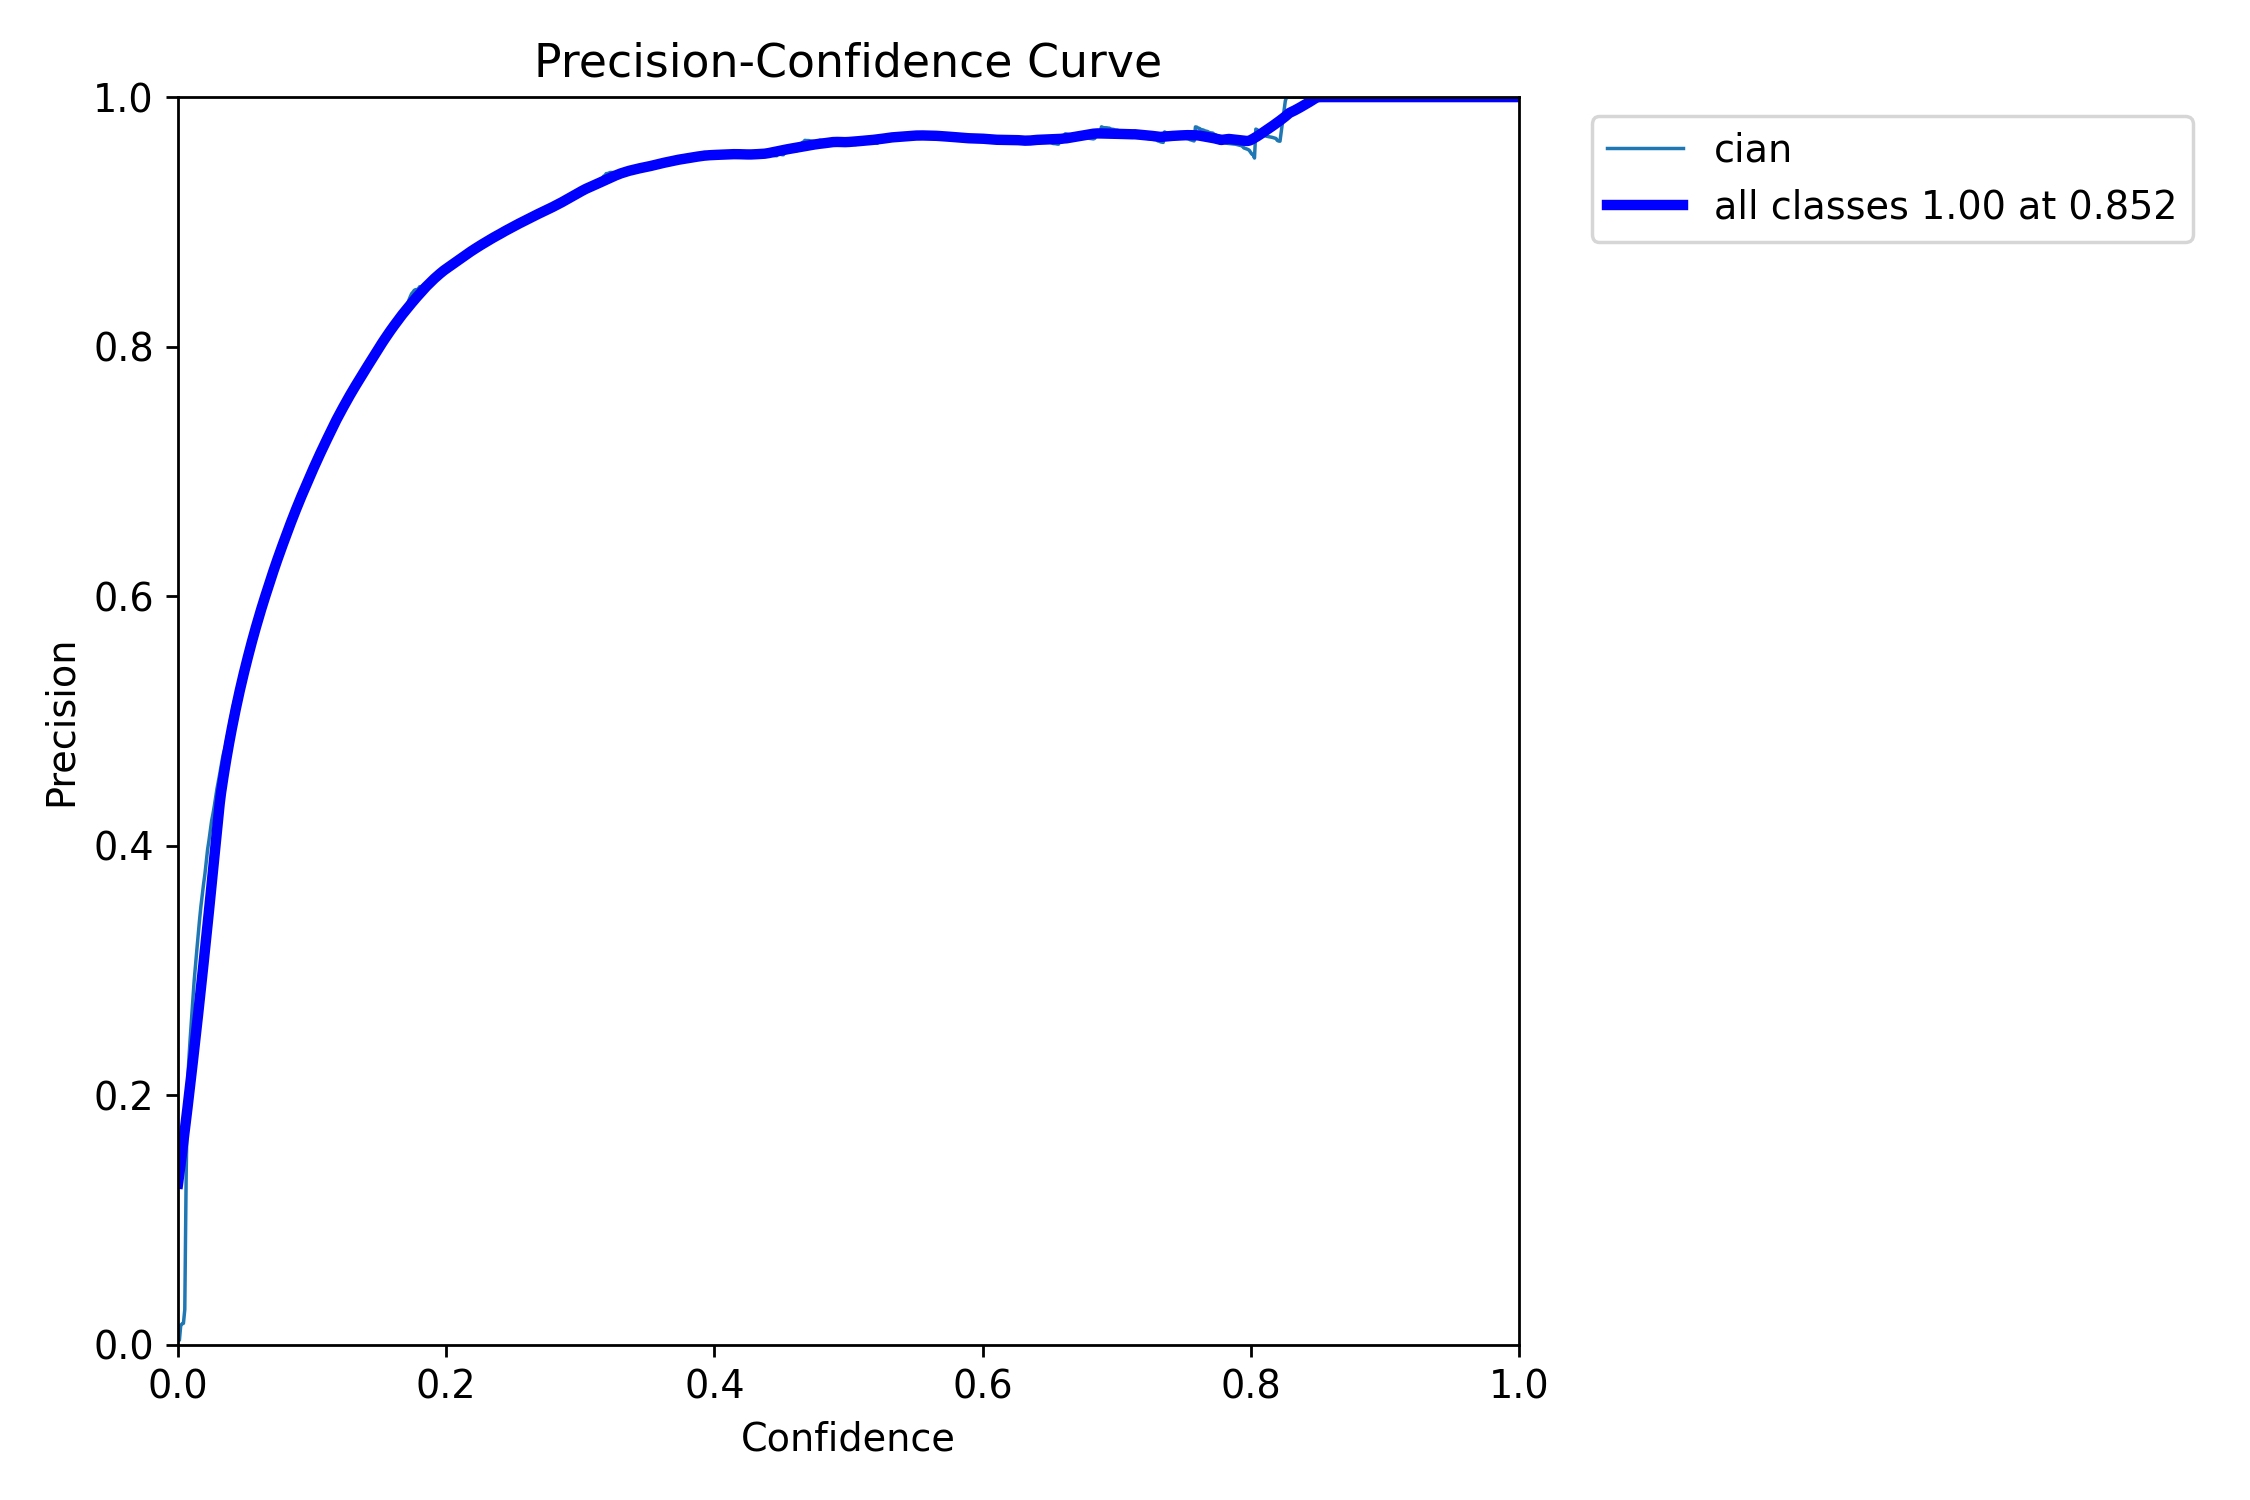 Precision-Confidence Curve
1.0
0.8
0.6
0.4
0.2
0.0
Precision
0.0 0.2 0.4 0.6 0.8 1.0
Confidence
cian
all classes 1.00 at 0.852